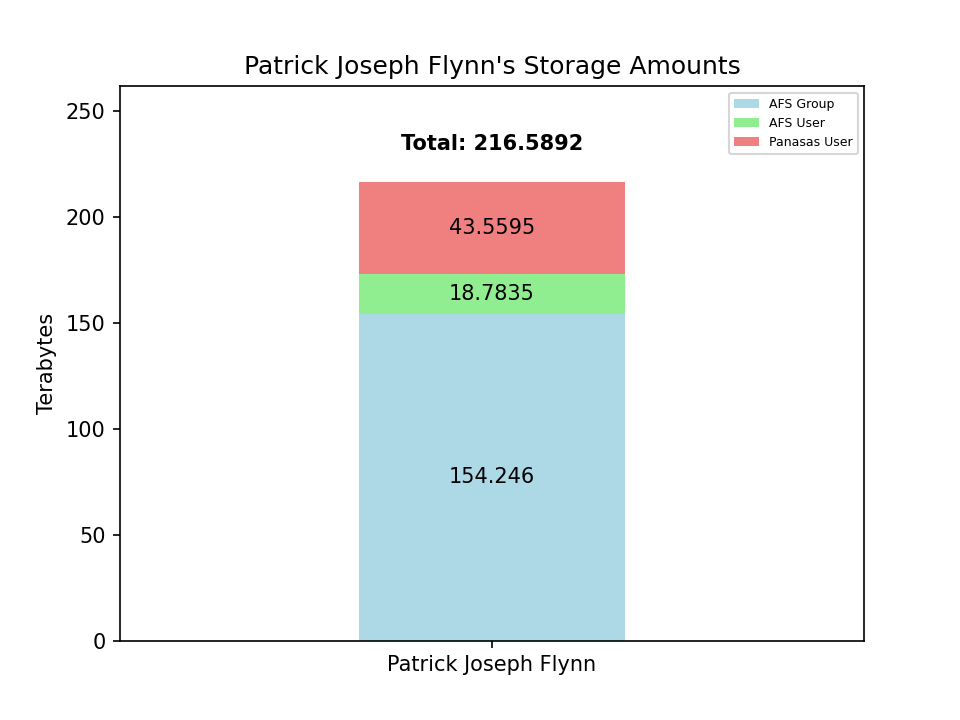 Patrick Joseph Flynn's Storage Amounts
250
200
150
100
50
0
Terabytes
Total: 216.5892
43.5595
18.7835
154.246
AFS Group
AFS User
Panasas User
Patrick Joseph Flynn